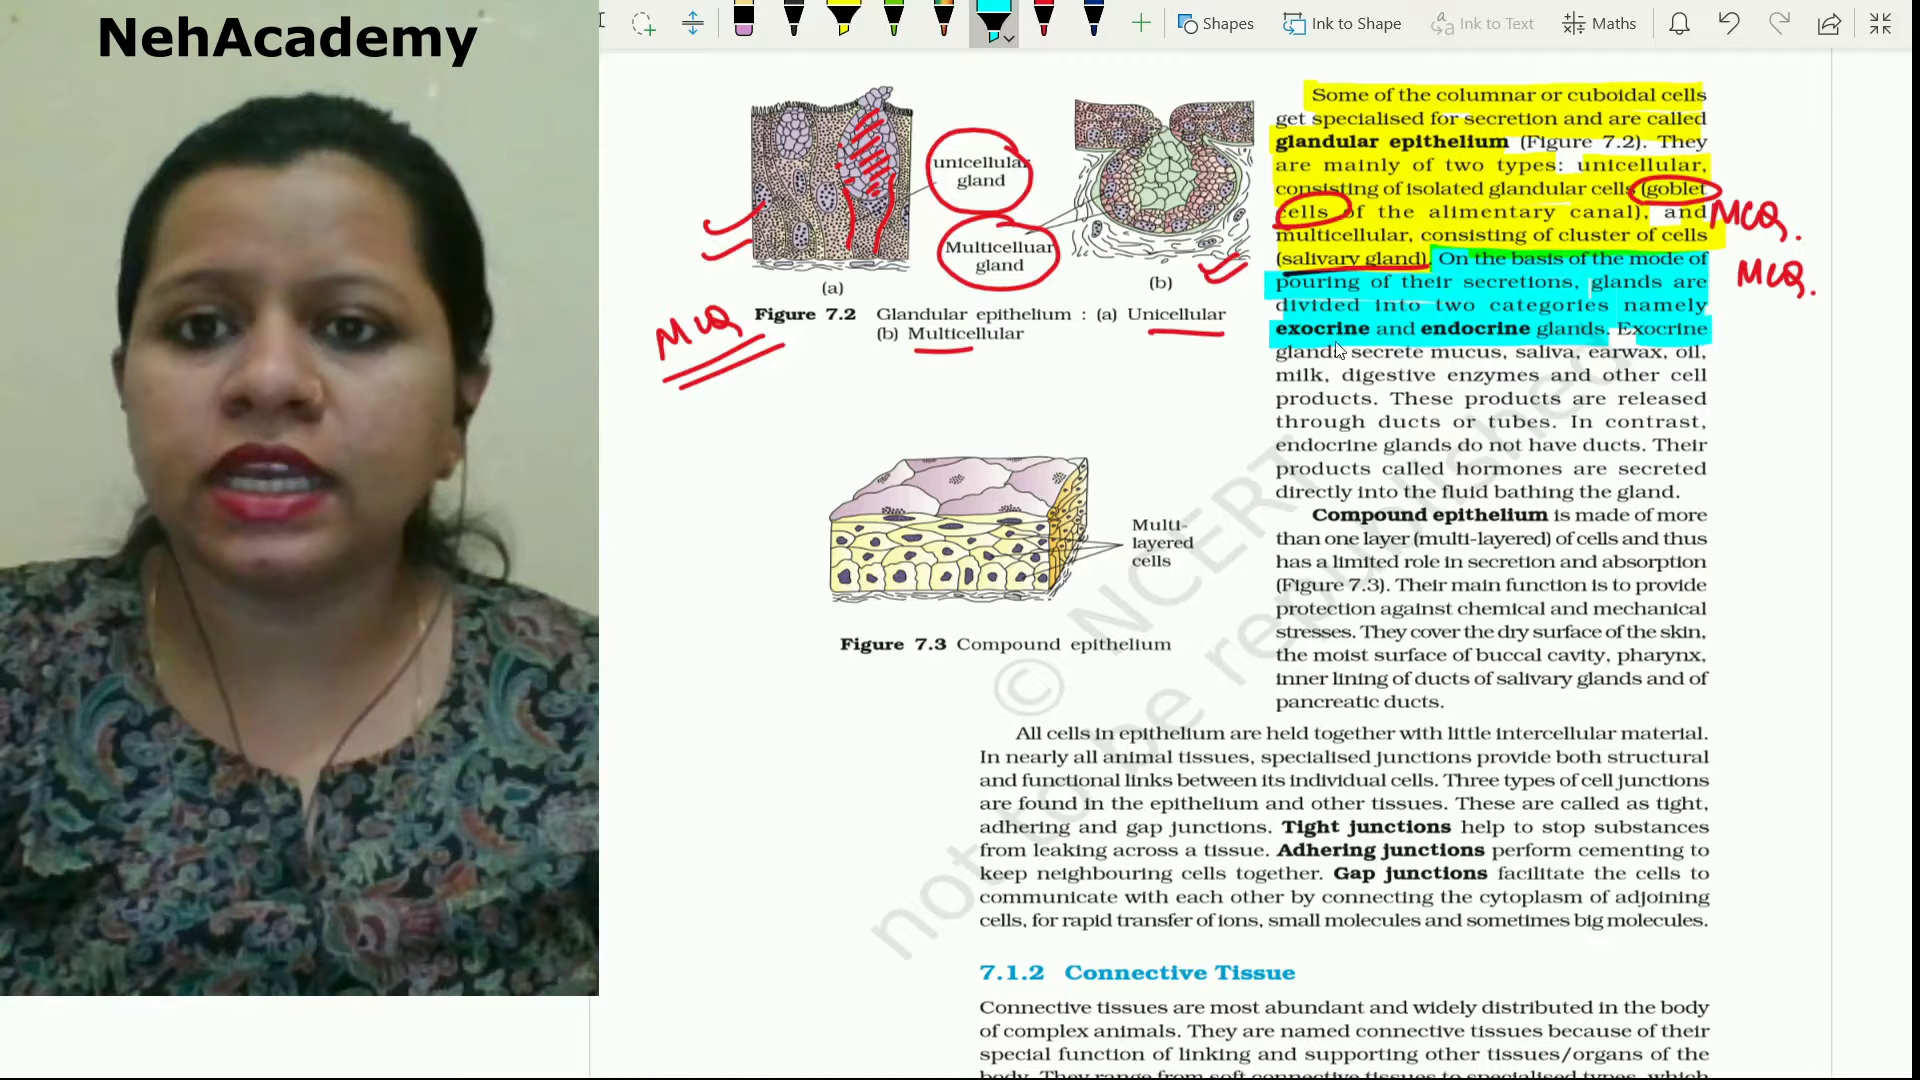 NehAcademy
Shapes
Ink to Shape
Ink to Text
Maths
unicellular
gland
Multicelluar
gland
(a)
(b)
Figure 7.2 Glandular epithelium : (a) Unicellular
(b) Multicellular
MCQ
Multi-
layered
cells
Figure 7.3 Compound epithelium
Some of the columnar or cuboidal cells
get specialised for secretion and are called
glandular epithelium (Figure 7.2). They
are mainly of two types: unicellular,
consisting of isolated glandular cells (goblet
cells of the alimentary canal), and
multicellular, consisting of cluster of cells
(salivary gland). On the basis of the mode of
pouring of their secretions, glands are
divided into two categories namely
exocrine and endocrine glands. Exocrine
glands secrete mucus, saliva, earwax, oil,
milk, digestive enzymes and other cell
products. These products are released
through ducts or tubes. In contrast,
endocrine glands do not have ducts. Their
products called hormones are secreted
directly into the fluid bathing the gland.
MCQ.
MCQ.
Compound epithelium is made of more
than one layer (multi-layered) of cells and thus
has a limited role in secretion and absorption
(Figure 7.3). Their main function is to provide
protection against chemical and mechanical
stresses. They cover the dry surface of the skin,
the moist surface of buccal cavity, pharynx,
inner lining of ducts of salivary glands and of
pancreatic ducts.
All cells in epithelium are held together with little intercellular material.
In nearly all animal tissues, specialised junctions provide both structural
and functional links between its individual cells. Three types of cell junctions
are found in the epithelium and other tissues. These are called as tight,
adhering and gap junctions. Tight junctions help to stop substances
from leaking across a tissue. Adhering junctions perform cementing to
keep neighbouring cells together. Gap junctions facilitate the cells to
communicate with each other by connecting the cytoplasm of adjoining
cells, for rapid transfer of ions, small molecules and sometimes big molecules.
7.1.2 Connective Tissue
Connective tissues are most abundant and widely distributed in the body
of complex animals. They are named connective tissues because of their
special function of linking and supporting other tissues/organs of the
body. They range from soft connective tissues to specialised types, which
© NCERT
not to be republished